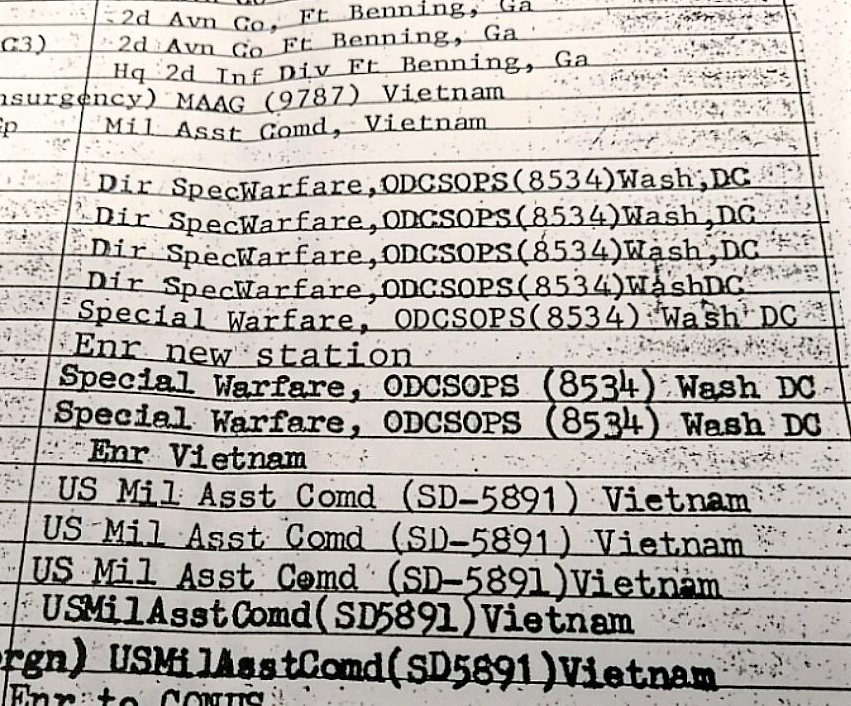 2d Avn Co, Ft Benning, Ga
C3) 2d Avn Co Ft Benning, Ga
Hq 2d Inf Div Ft Benning, Ga
nsurgency) MAAG (9787) Vietnam
p Mil Asst Comd, Vietnam
Dir SpecWarfare,ODCSOPS(8534)Wash,DC
Dir SpecWarfare,ODCSOPS(8534)Wash,DC
Dir SpecWarfare,ODCSOPS(8534)Wash,DC
Dir SpecWarfare,ODCSOPS(8534)WashDC
Special Warfare, ODCSOPS(8534) Wash DC
Enr new station
Special Warfare, ODCSOPS (8534) Wash DC
Special Warfare, ODCSOPS (8534) Wash DC
Enr Vietnam
US Mil Asst Comd (SD-5891) Vietnam
US Mil Asst Comd (SD-5891) Vietnam
US Mil Asst Comd (SD-5891)Vietnam
USMilAsstComd(SD5891)Vietnam
rgn) USMilAsstComd(SD5891)Vietnam
Enr to CONUS